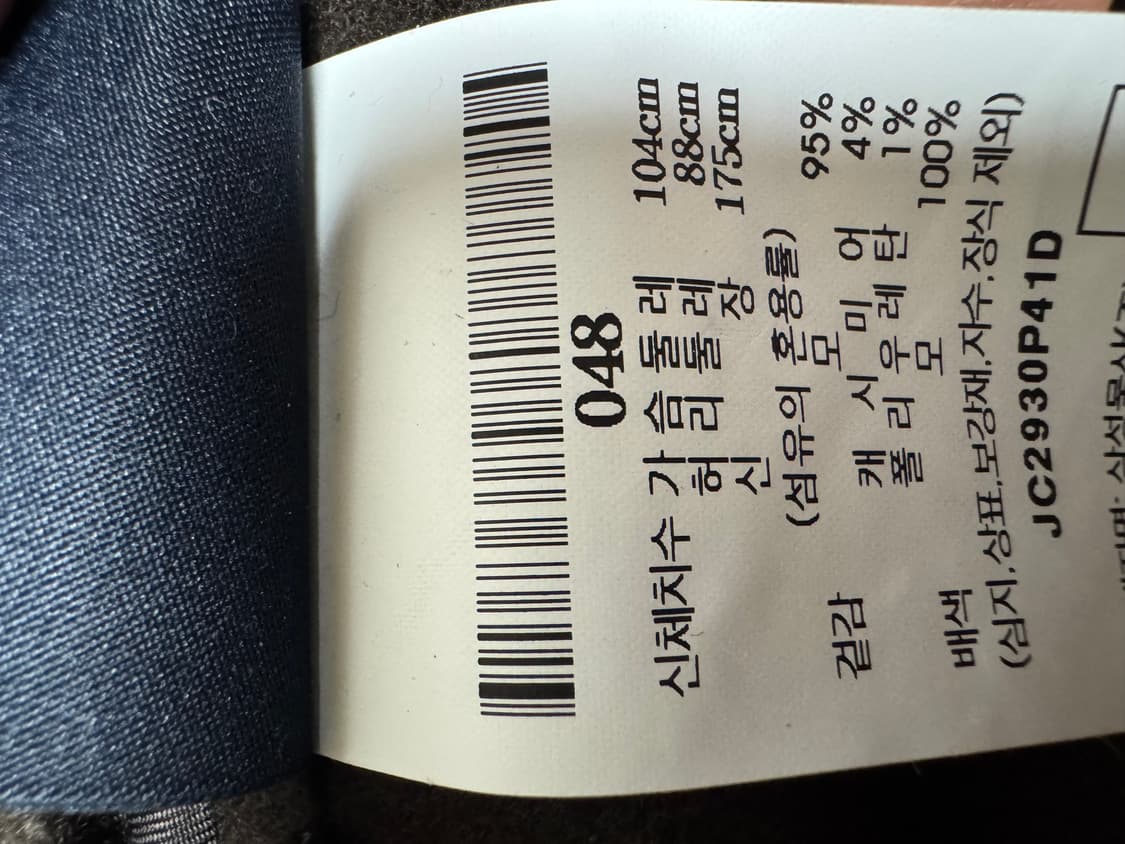 048
신체치수 가슴둘레 104cm
허리둘레 88cm
신장 175cm
(섬유의 혼용률)
겉감 모 95%
캐시미어 4%
폴리우레탄 1%
배색 모 100%
(심지,상표,보강재,자수,장식 제외)
JC2930P41D